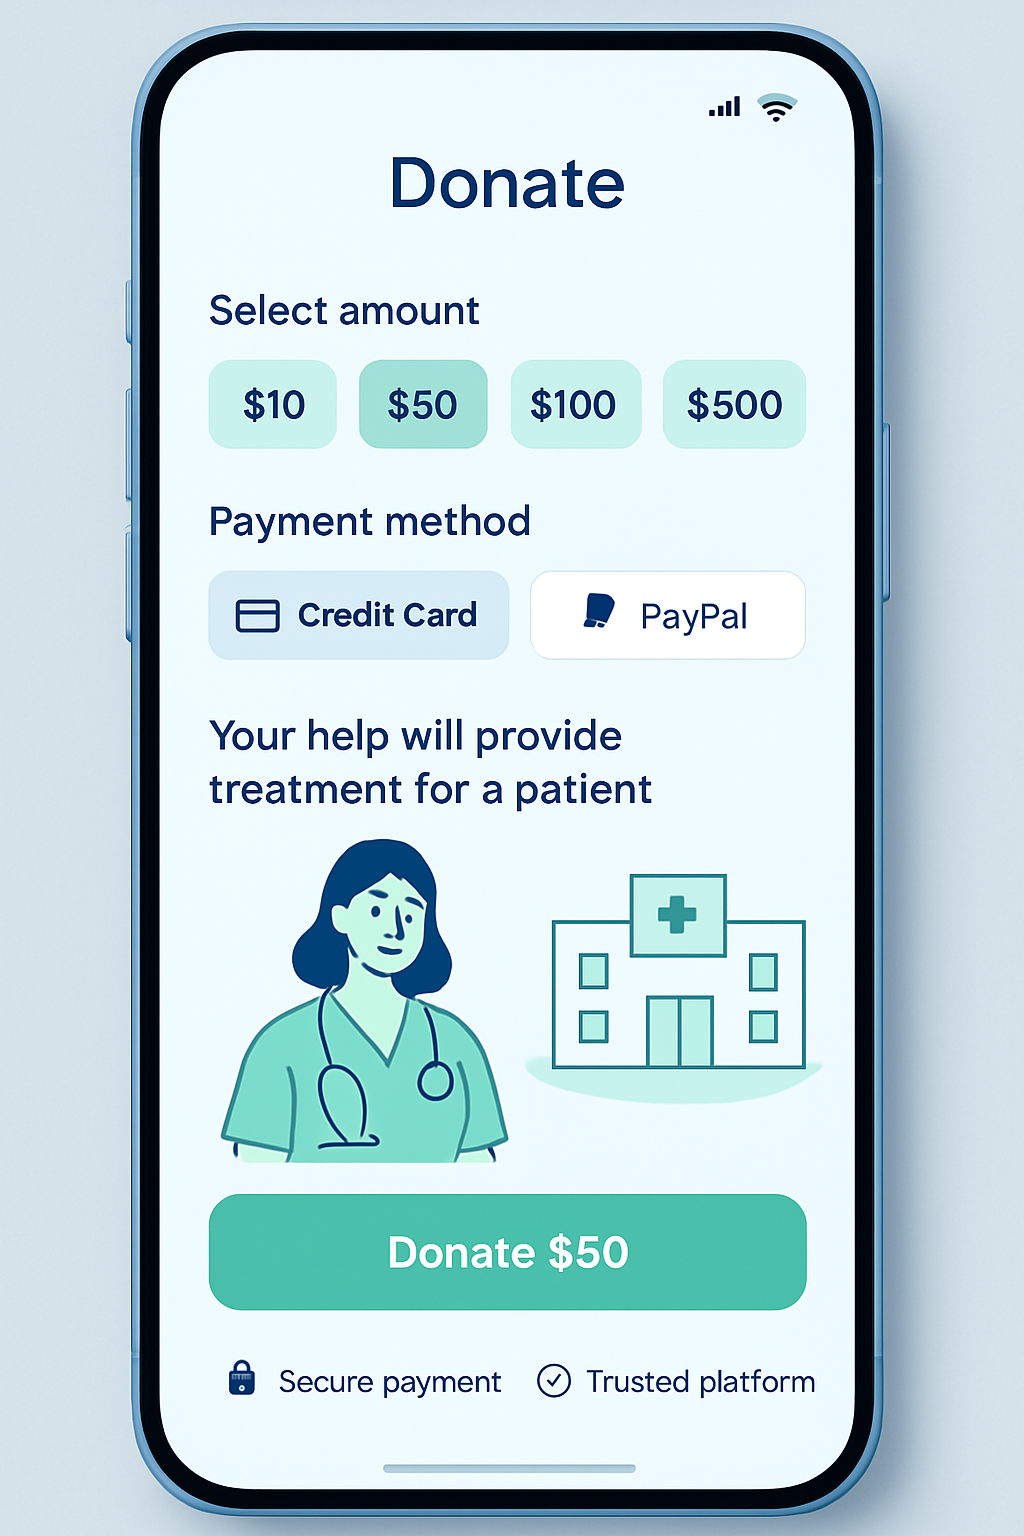 Donate
Select amount
$10 $50 $100 $500
Payment method
Credit Card PayPal
Your help will provide
treatment for a patient
Donate $50
Secure payment Trusted platform